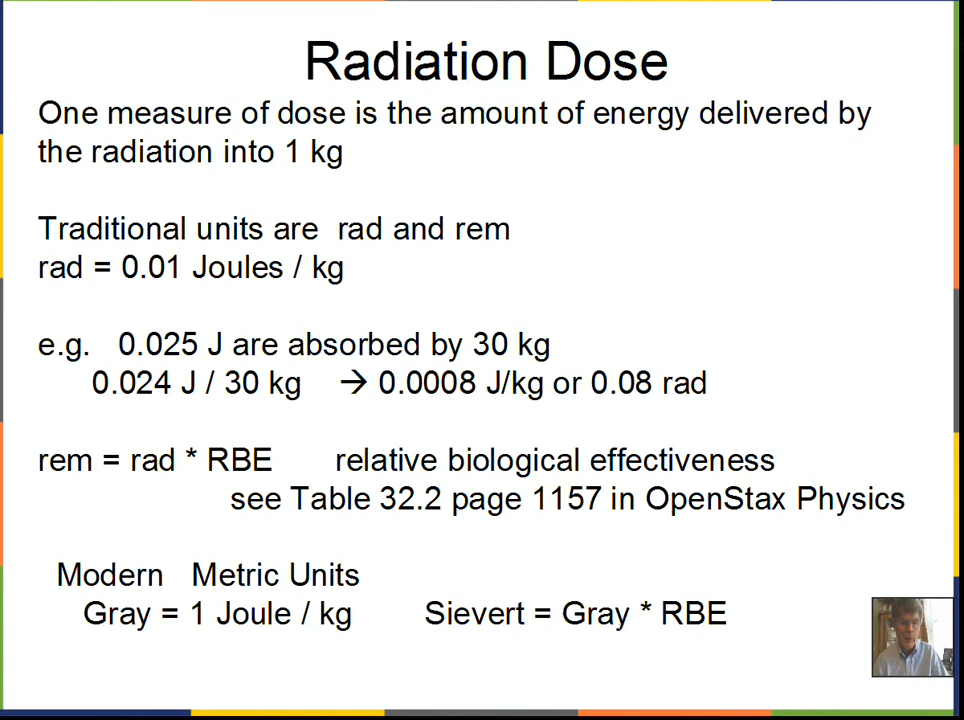 Radiation Dose
One measure of dose is the amount of energy delivered by
the radiation into 1 kg
Traditional units are rad and rem
rad = 0.01 Joules / kg
e.g. 0.025 J are absorbed by 30 kg
0.024 J / 30 kg → 0.0008 J/kg or 0.08 rad
rem = rad * RBE relative biological effectiveness
see Table 32.2 page 1157 in OpenStax Physics
Modern Metric Units
Gray = 1 Joule / kg Sievert = Gray * RBE